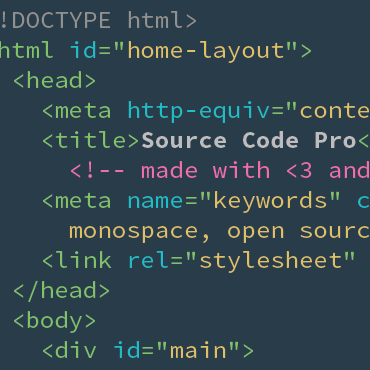 !DOCTYPE html>
html id="home-layout">
<head>
<meta http-equiv="conte
<title>Source Code Pro<
<!-- made with <3 and
<meta name="keywords" c
monospace, open sourc
<link rel="stylesheet"
</head>
<body>
<div id="main">